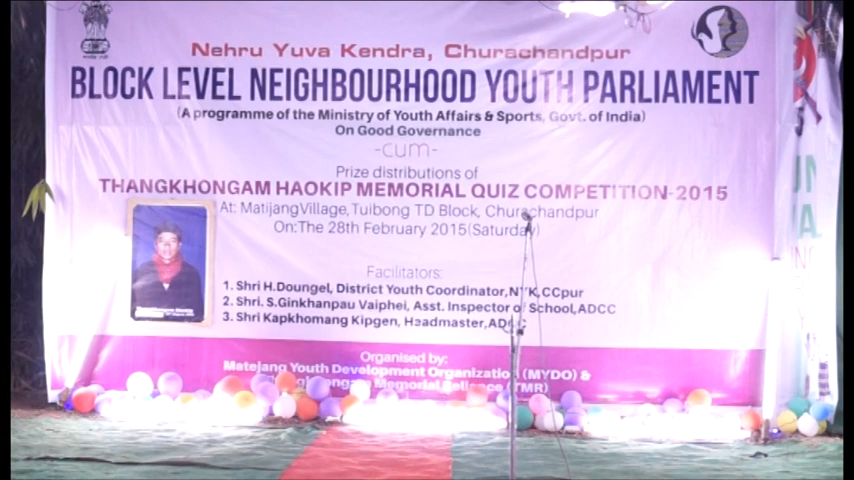 Nehru Yuva Kendra, Churachandpur
BLOCK LEVEL NEIGHBOURHOOD YOUTH PARLIAMENT
(A programme of the Ministry of Youth Affairs & Sports, Govt. of India)
On Good Governance
-cum-
Prize distributions of
THANGKHONGAM HAOKIP MEMORIAL QUIZ COMPETITION-2015
At: Matijang Village, Tuibong TD Block, Churachandpur
On: The 28th February 2015 (Saturday)
Facilitators:
1. Shri H.Doungel, District Youth Coordinator, NYK, CCpur
2. Shri. S.Ginkhanpau Vaiphei, Asst. Inspector of School, ADCC
3. Shri Kapkhomang Kipgen, Headmaster, ADCC
Organised by:
Matejang Youth Development Organization (MYDO) &
Memorial